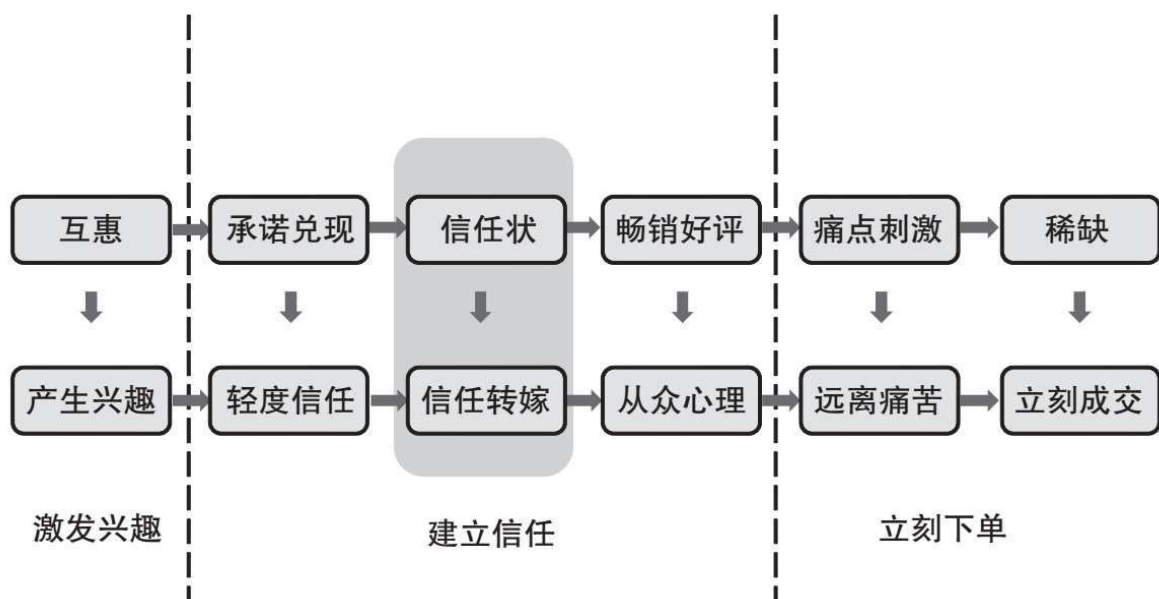 互惠
承诺兑现
信任状
畅销好评
痛点刺激
稀缺
产生兴趣
轻度信任
信任转嫁
从众心理
远离痛苦
立刻成交
激发兴趣
建立信任
立刻下单